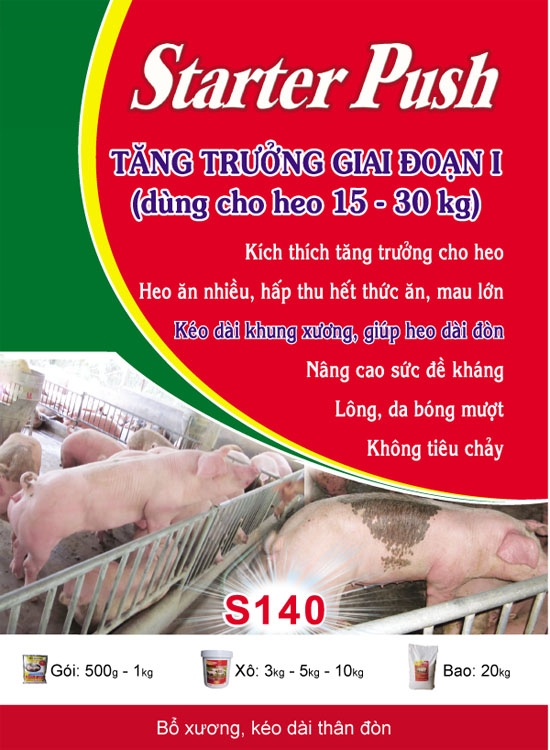 Starter Push
TĂNG TRƯỞNG GIAI ĐOẠN I
(dùng cho heo 15 - 30 kg)
Kích thích tăng trưởng cho heo
Heo ăn nhiều, hấp thu hết thức ăn, mau lớn
Kéo dài khung xương, giúp heo dài đòn
Nâng cao sức đề kháng
Lông, da bóng mượt
Không tiêu chảy
S140
Gói: 500g - 1kg
Xô: 3kg - 5kg - 10kg
Bao: 20kg
Bổ xương, kéo dài thân đòn